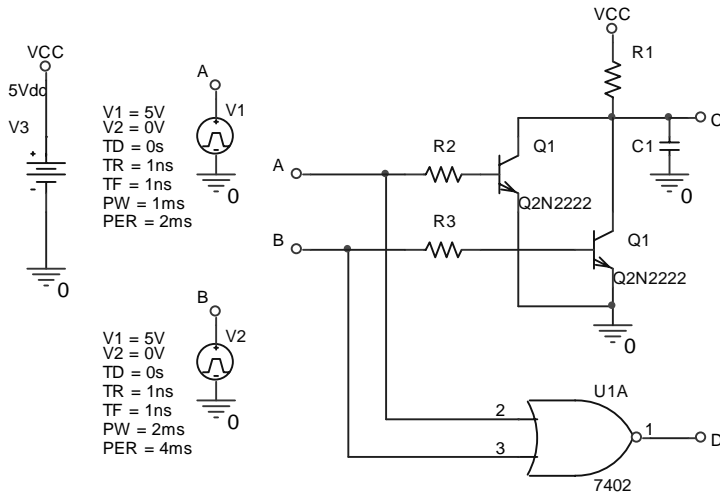 VCC
5Vdc
V3
+
-
0
A
V1 = 5V
V2 = 0V
TD = 0s
TR = 1ns
TF = 1ns
PW = 1ms
PER = 2ms
V1
+
-
0
B
V1 = 5V
V2 = 0V
TD = 0s
TR = 1ns
TF = 1ns
PW = 2ms
PER = 4ms
V2
+
-
0
VCC
R1
C
C1
0
A
R2
Q1
Q2N2222
B
R3
Q1
Q2N2222
0
U1A
2
3
1
D
7402